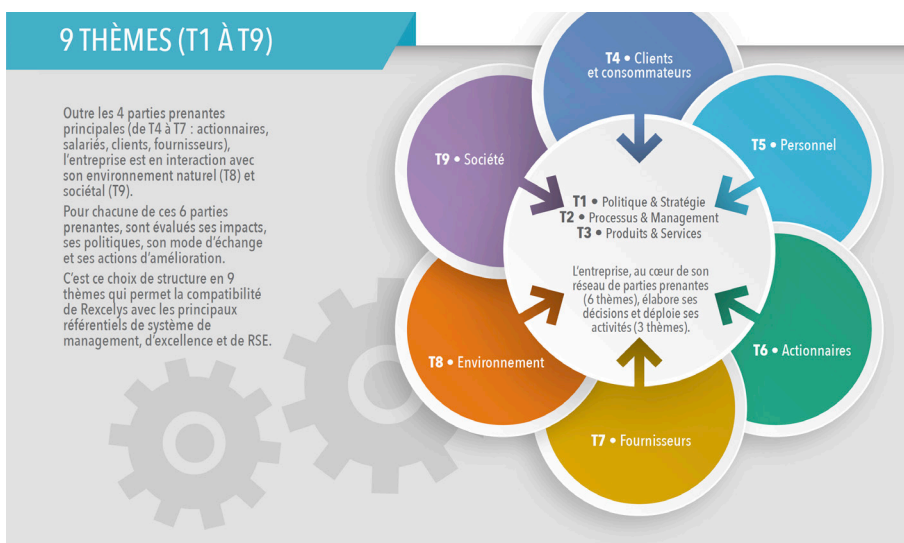 9 THÈMES (T1 À T9)
Outre les 4 parties prenantes
principales (de T4 à T7 : actionnaires,
salariés, clients, fournisseurs),
l'entreprise est en interaction avec
son environnement naturel (T8) et
sociétal (T9).
Pour chacune de ces 6 parties
prenantes, sont évalués ses impacts,
ses politiques, son mode d'échange
et ses actions d'amélioration.
C'est ce choix de structure en 9
thèmes qui permet la compatibilité
de Rexcelys avec les principaux
référentiels de système de
management, d'excellence et de RSE.
T4 • Clients
et consommateurs
T5 • Personnel
T6 • Actionnaires
T7 • Fournisseurs
T8 • Environnement
T9 • Société
T1 • Politique & Stratégie
T2 • Processus & Management
T3 • Produits & Services
L'entreprise, au cœur de son
réseau de parties prenantes
(6 thèmes), élabore ses
décisions et déploie ses
activités (3 thèmes).